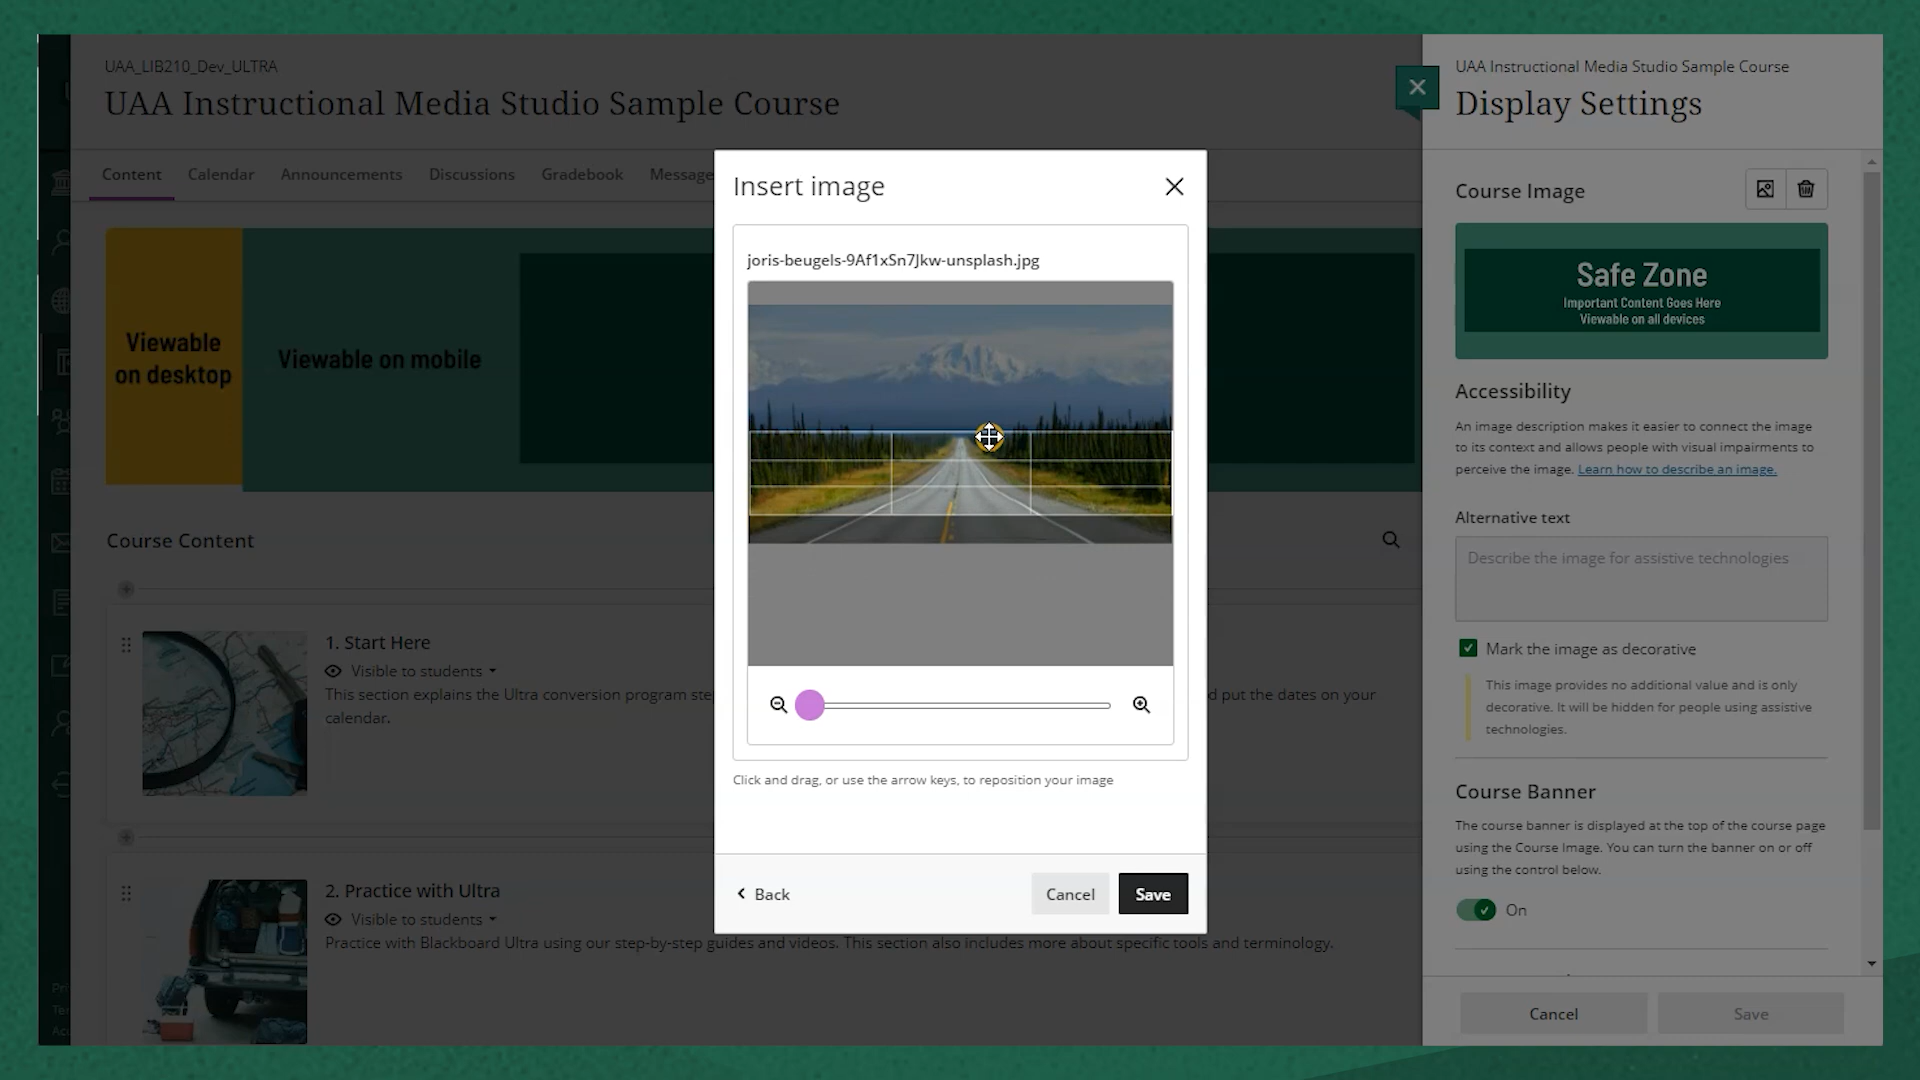 UAA_LIB210_Dev_ULTRA
UAA Instructional Media Studio Sample Course
Content
Calendar
Announcements
Discussions
Gradebook
Message
Viewable
on desktop
Viewable on mobile
Course Content
1. Start Here
Visible to students
This section explains the Ultra conversion program ste
d put the dates on your
calendar.
2. Practice with Ultra
Visible to students
Practice with Blackboard Ultra using our step-by-step guides and videos. This section also includes more about specific tools and terminology.
Insert image
joris-beugels-9Af1xSn7Jkw-unsplash.jpg
Click and drag, or use the arrow keys, to reposition your image
Back
Cancel
Save
UAA Instructional Media Studio Sample Course
Display Settings
Course Image
Safe Zone
Important Content Goes Here
Viewable on all devices
Accessibility
An image description makes it easier to connect the image
to its context and allows people with visual impairments to
perceive the image. Learn how to describe an image.
Alternative text
Describe the image for assistive technologies
Mark the image as decorative
This image provides no additional value and is only
decorative. It will be hidden for people using assistive
technologies.
Course Banner
The course banner is displayed at the top of the course page
using the Course Image. You can turn the banner on or off
using the control below.
On
Cancel
Save